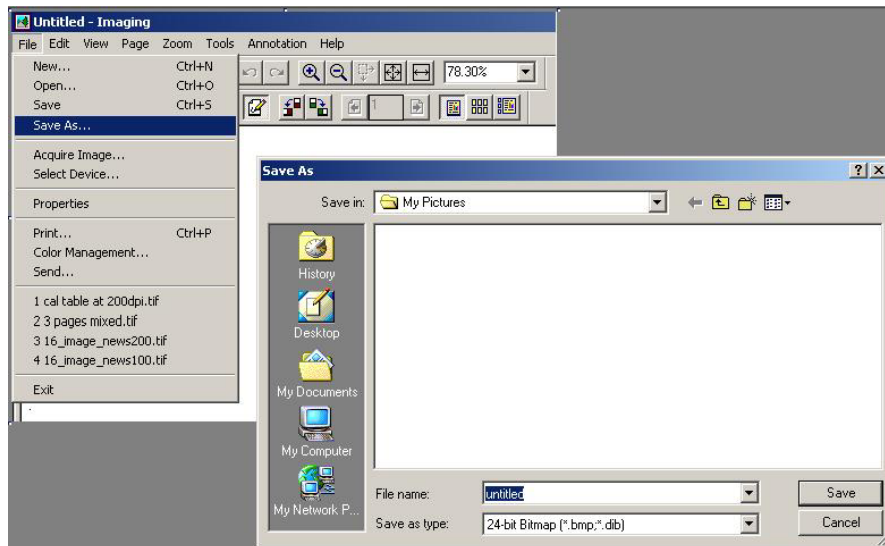 Untitled - Imaging
File Edit View Page Zoom Tools Annotation Help
New... Ctrl+N
Open... Ctrl+O
Save Ctrl+S
Save As...
Acquire Image...
Select Device...
Properties
Print... Ctrl+P
Color Management...
Send...
1 cal table at 200dpi.tif
2 3 pages mixed.tif
3 16_image_news200.tif
4 16_image_news100.tif
Exit
78.30%
1
Save As
Save in: My Pictures
History
Desktop
My Documents
My Computer
My Network P...
File name: untitled Save
Save as type: 24-bit Bitmap (*.bmp;*.dib) Cancel